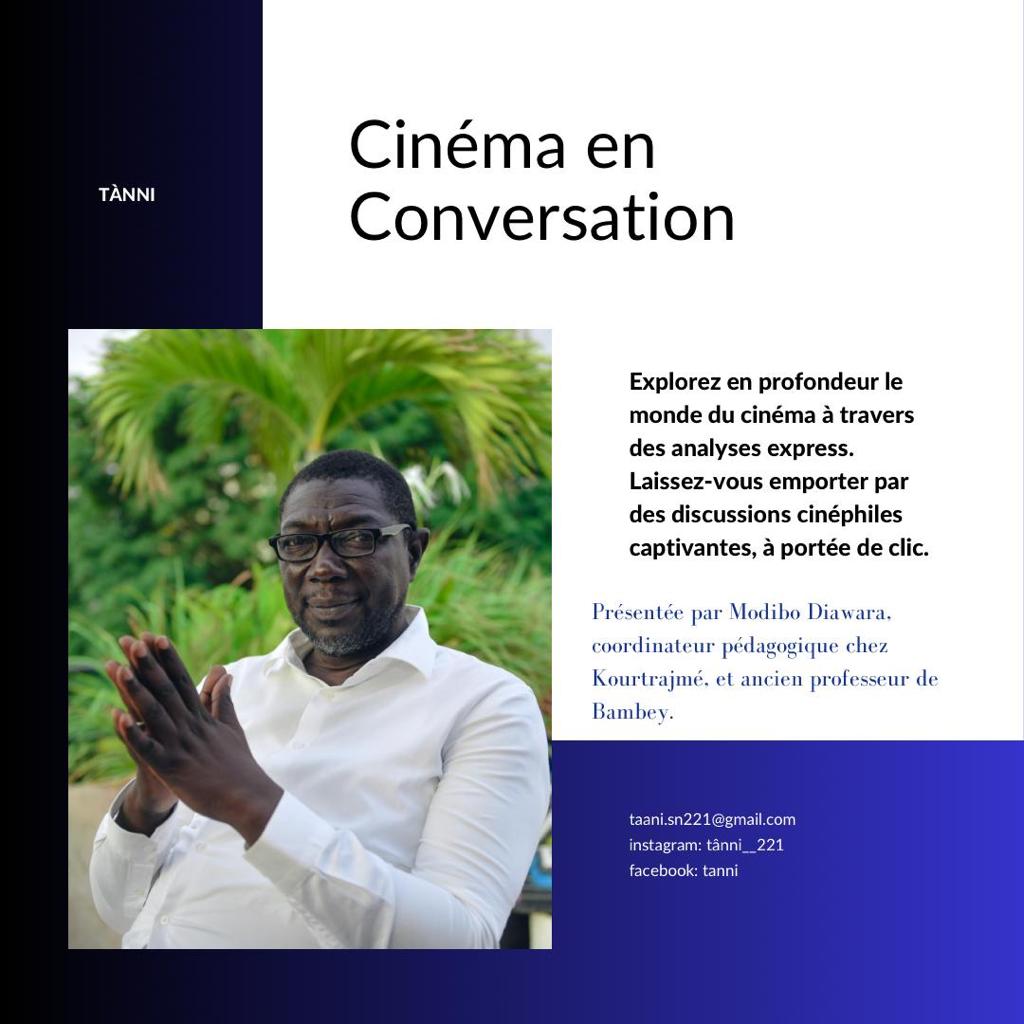 TÀNNI
Cinéma en
Conversation
Explorez en profondeur le
monde du cinéma à travers
des analyses express.
Laissez-vous emporter par
des discussions cinéphiles
captivantes, à portée de clic.
Présentée par Modibo Diawara,
coordinateur pédagogique chez
Kourtrajmé, et ancien professeur de
Bambey.
taani.sn221@gmail.com
instagram: tânni__221
facebook: tanni